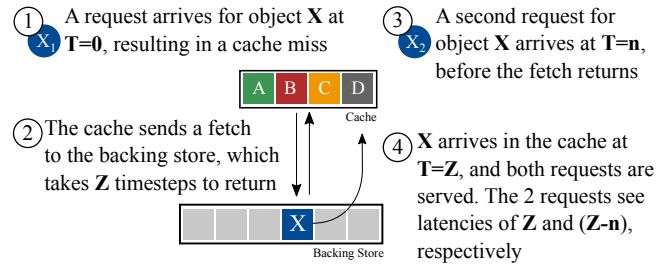 1 A request arrives for object X at
X1 T=0, resulting in a cache miss
3 A second request for
X2 object X arrives at T=n,
before the fetch returns
A B C D
Cache
2 The cache sends a fetch
to the backing store, which
takes Z timesteps to return
4 X arrives in the cache at
T=Z, and both requests are
served. The 2 requests see
latencies of Z and (Z-n),
respectively
X
Backing Store